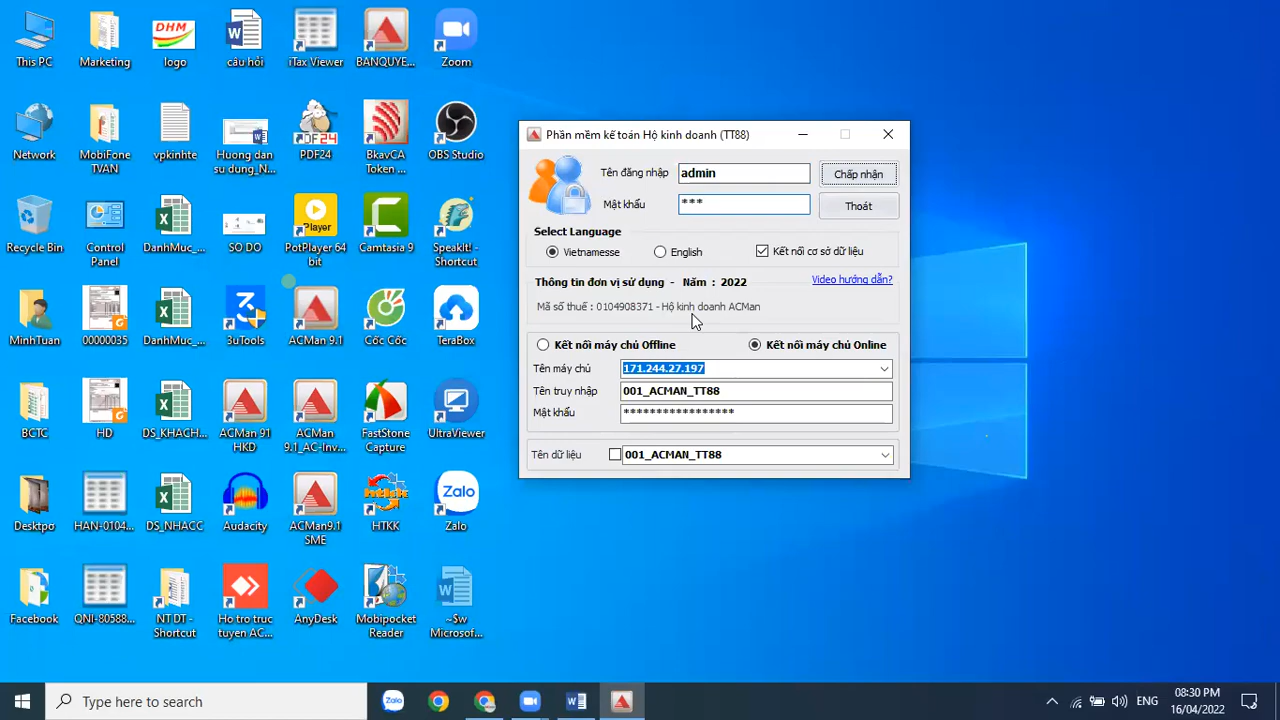 This PC
Marketing
DHM
logo
câu hỏi
iTax Viewer
BANQUYE...
Zoom
Network
MobiFone
TVAN
vpkinhte
Huong dan
su dung_N...
PDF24
BkavCA
Token ...
OBS Studio
Recycle Bin
Control
Panel
DanhMuc_...
SO DO
Player
PotPlayer 64
bit
Camtasia 9
SpeakIt! -
Shortcut
MinhTuan
00000035
DanhMuc_...
3uTools
ACMan 9.1
Cốc Cốc
TeraBox
BCTC
HD
DS_KHACH...
ACMan 91
HKD
ACMan
9.1_AC-Inv...
FastStone
Capture
UltraViewer
Desktpo
HAN-0104...
DS_NHACC
Audacity
ACMan9.1
SME
htkk
HTKK
Zalo
Zalo
Facebook
QNI-80588...
NT DT -
Shortcut
Ho tro truc
tuyen AC...
AnyDesk
Mobipocket
Reader
~$w
Microsof...
Phần mềm kế toán Hộ kinh doanh (TT88)
Tên đăng nhập
admin
Chấp nhận
Mật khẩu
***
Thoát
Select Language
Vietnamesse
English
Kết nối cơ sở dữ liệu
Thông tin đơn vị sử dụng - Năm : 2022
Video hướng dẫn?
Mã số thuế : 0104908371 - Hộ kinh doanh ACMan
Kết nối máy chủ Offline
Kết nối máy chủ Online
Tên máy chủ
171.244.27.197
Tên truy nhập
001_ACMAN_TT88
Mật khẩu
*****************
Tên dữ liệu
001_ACMAN_TT88
Type here to search
Zalo
ENG
08:30 PM
16/04/2022